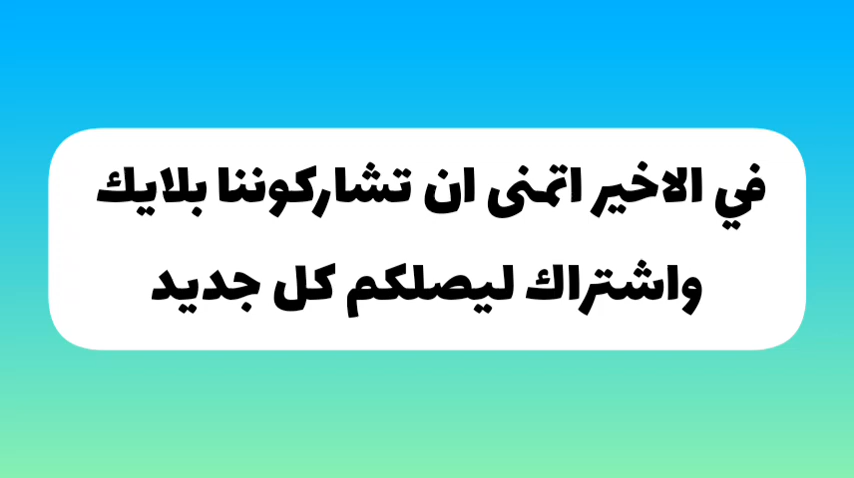 في الاخير اتمنى ان تشاركوننا بلايك
واشتراك ليصلكم كل جديد